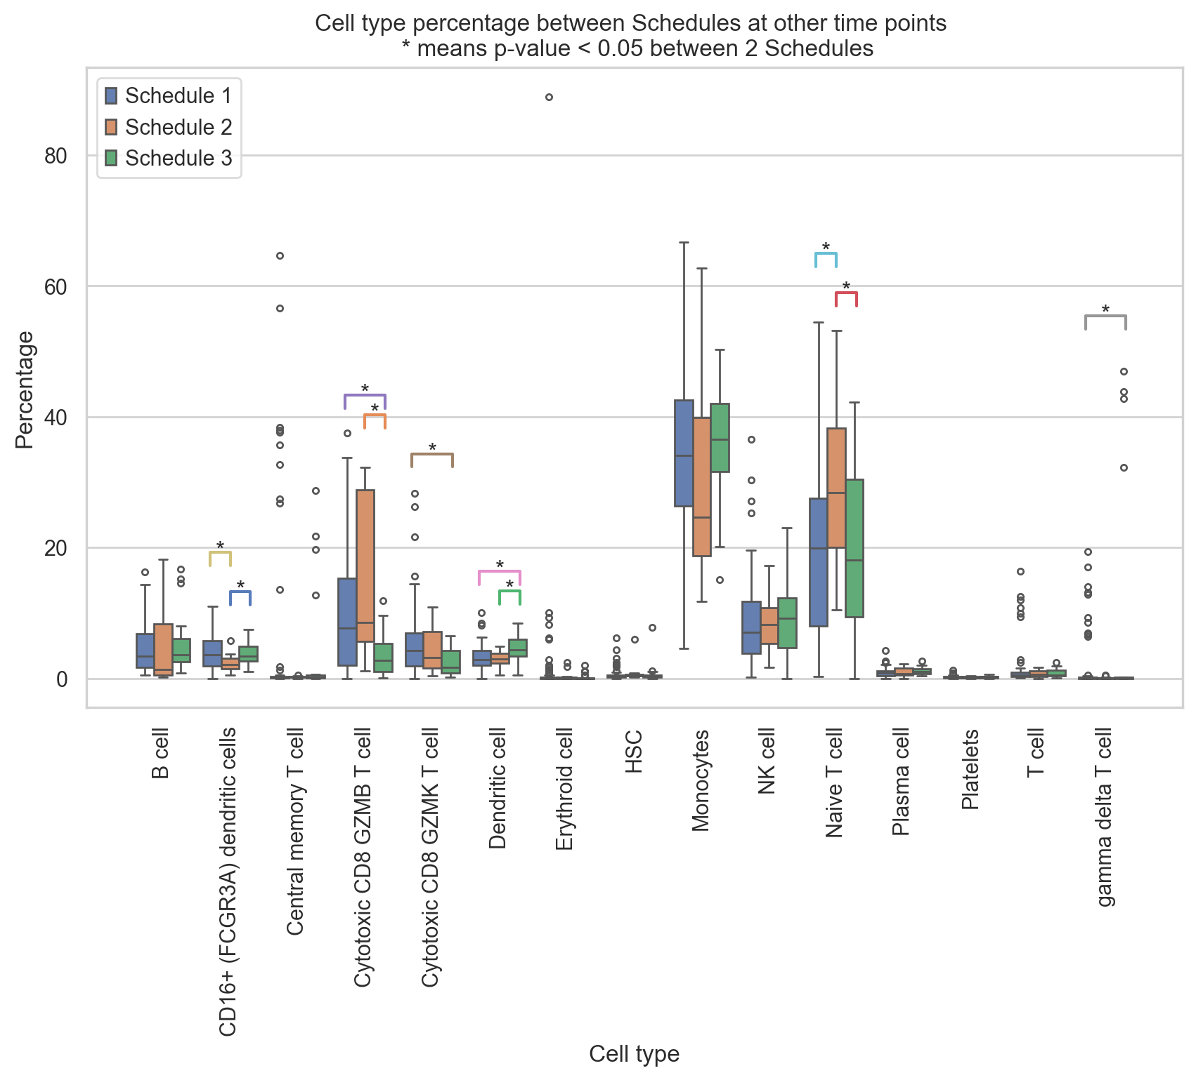 Cell type percentage between Schedules at other time points
* means p-value < 0.05 between 2 Schedules
Schedule 1
Schedule 2
Schedule 3
Percentage
80
60
40
20
0
*
*
*
*
*
*
*
*
*
*
*
B cell
CD16+ (FCGR3A) dendritic cells
Central memory T cell
Cytotoxic CD8 GZMB T cell
Cytotoxic CD8 GZMK T cell
Dendritic cell
Erythroid cell
HSC
Monocytes
NK cell
Naive T cell
Plasma cell
Platelets
T cell
gamma delta T cell
Cell type